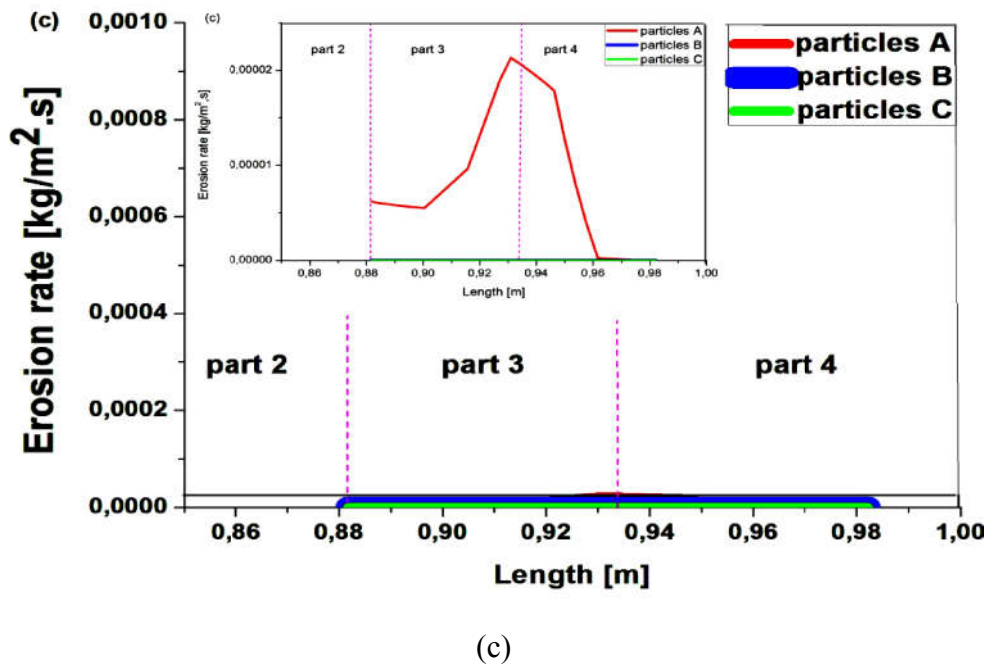 (c)
0,0010
0,0008
0,0006
0,0004
0,0002
0,0000
Erosion rate [kg/m².s]
0,86
0,88
0,90
0,92
0,94
0,96
0,98
1,00
Length [m]
part 2
part 3
part 4
particles A
particles B
particles C
(c)
part 2
part 3
part 4
particles A
particles B
particles C
0,00002
0,00001
0,00000
Erosion rate [kg/m².s]
0,86
0,88
0,90
0,92
0,94
0,96
0,98
1,00
Length [m]
(c)